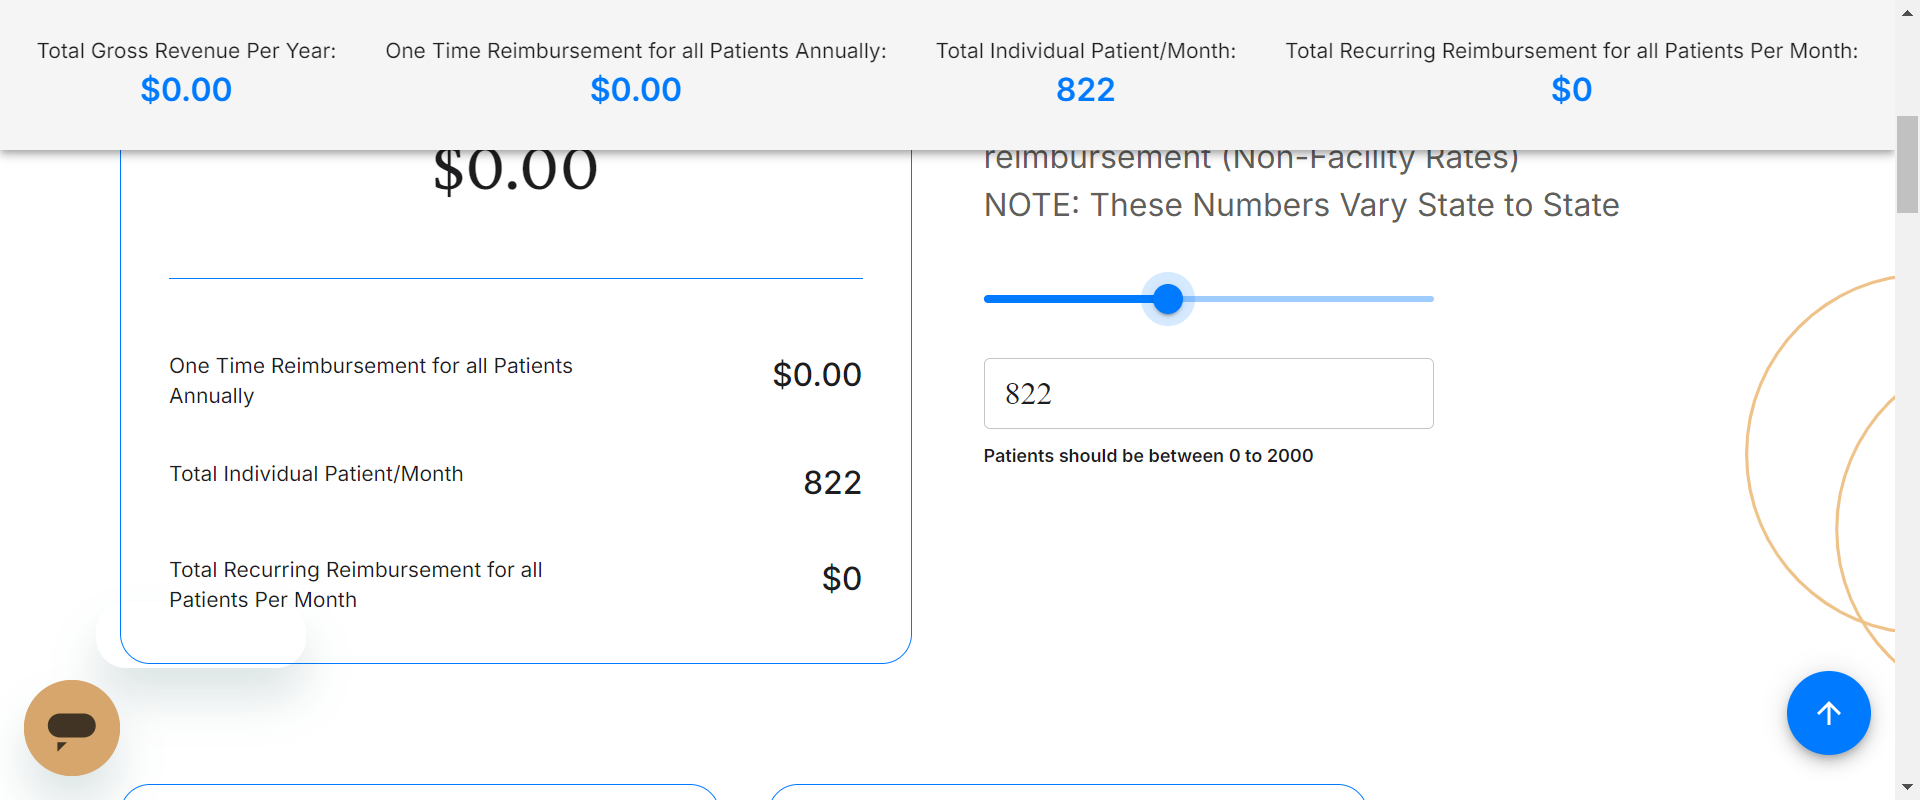 Total Gross Revenue Per Year:
$0.00
One Time Reimbursement for all Patients Annually:
$0.00
Total Individual Patient/Month:
822
Total Recurring Reimbursement for all Patients Per Month:
$0
$0.00
One Time Reimbursement for all Patients
Annually
$0.00
Total Individual Patient/Month
822
Total Recurring Reimbursement for all
Patients Per Month
$0
reimbursement (Non-Facility Rates)
NOTE: These Numbers Vary State to State
822
Patients should be between 0 to 2000